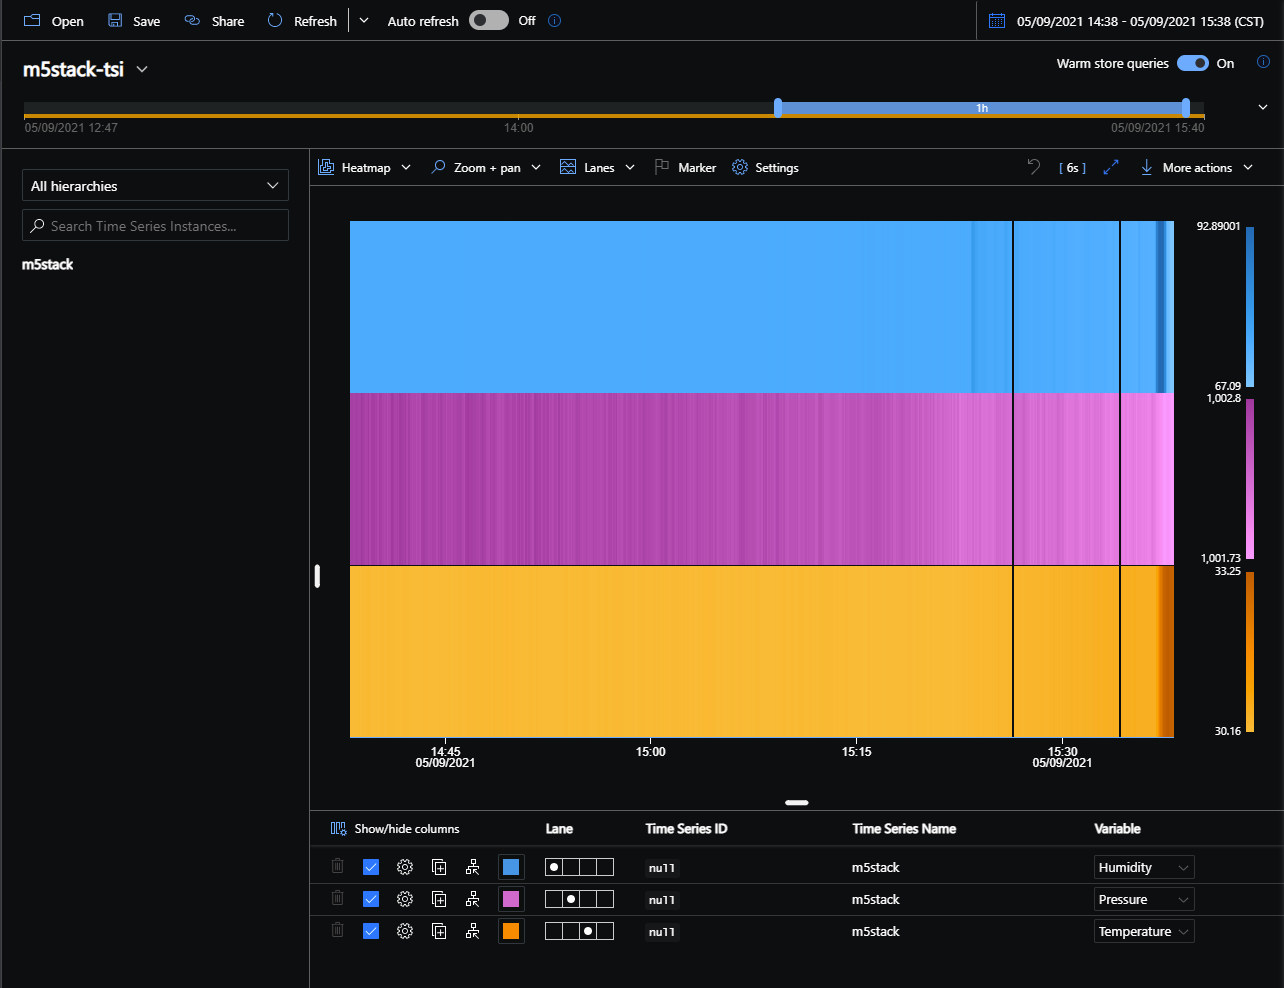 Open Save Share Refresh Auto refresh Off 05/09/2021 14:38 - 05/09/2021 15:38 (CST)
m5stack-tsi Warm store queries On
1h
05/09/2021 12:47 14:00 05/09/2021 15:40
All hierarchies
Search Time Series Instances...
m5stack
Heatmap Zoom + pan Lanes Marker Settings [ 6s ] More actions
92.89001
67.09
1,002.8
1,001.73
33.25
30.16
14:45 15:00 15:15 15:30
05/09/2021 05/09/2021
Show/hide columns Lane Time Series ID Time Series Name Variable
null m5stack Humidity
null m5stack Pressure
null m5stack Temperature